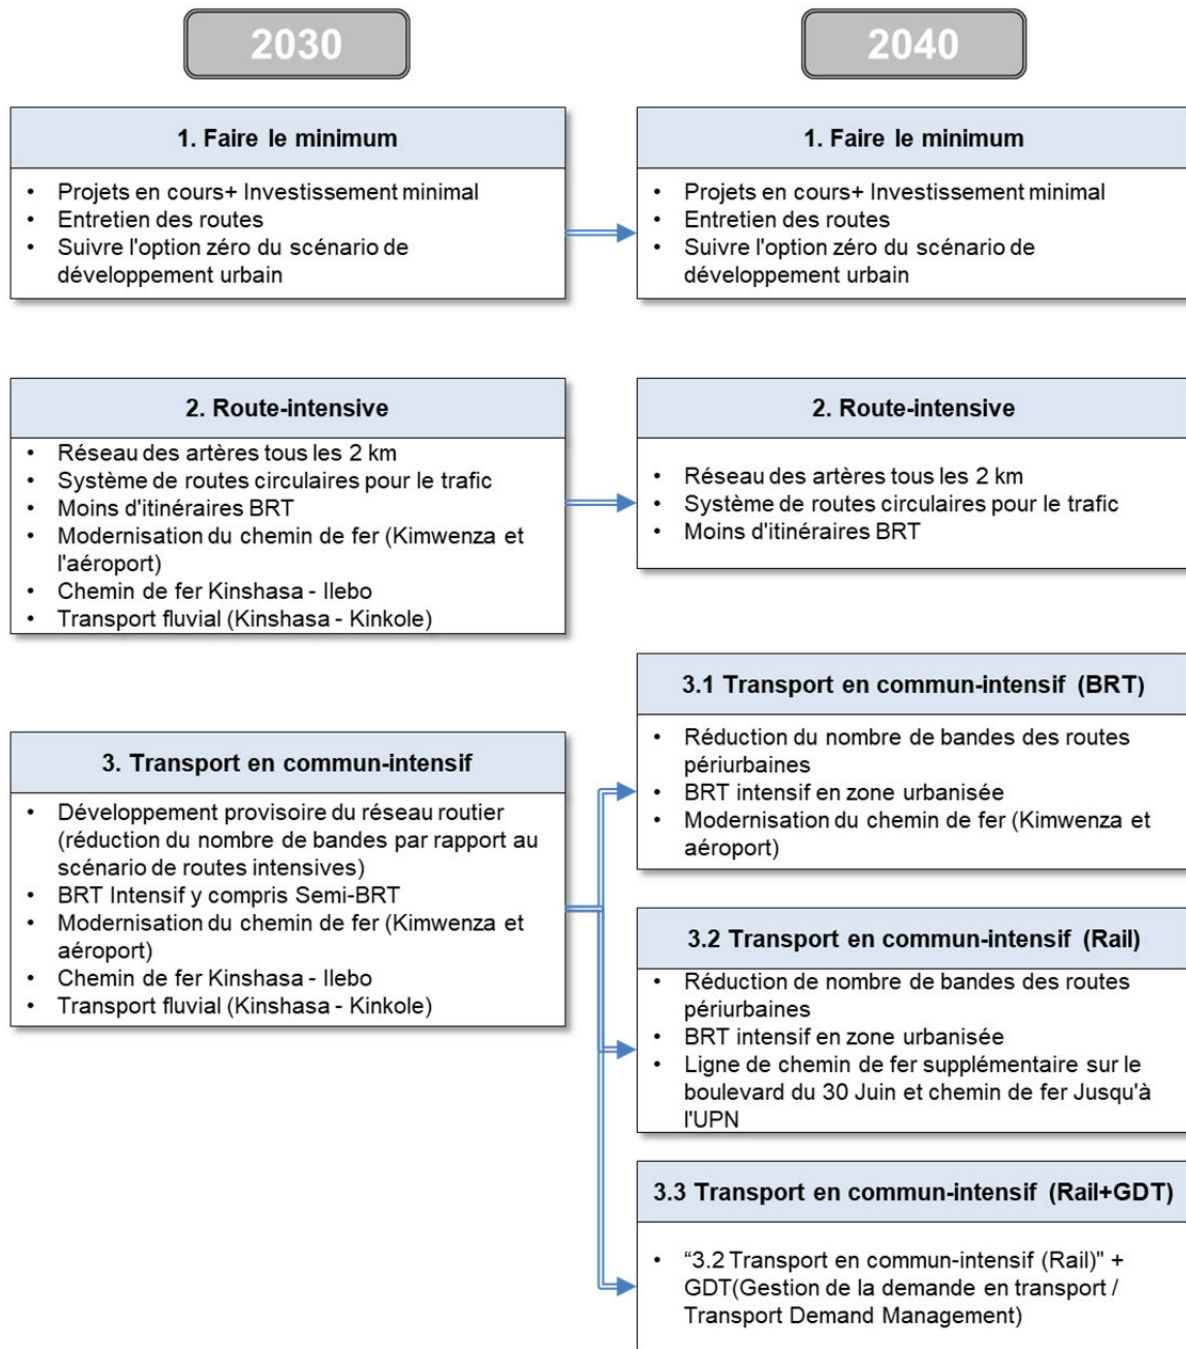 2030
2040
1. Faire le minimum
• Projets en cours+ Investissement minimal
• Entretien des routes
• Suivre l'option zéro du scénario de
développement urbain
1. Faire le minimum
• Projets en cours+ Investissement minimal
• Entretien des routes
• Suivre l'option zéro du scénario de
développement urbain
2. Route-intensive
• Réseau des artères tous les 2 km
• Système de routes circulaires pour le trafic
• Moins d'itinéraires BRT
• Modernisation du chemin de fer (Kimwenza et
l'aéroport)
• Chemin de fer Kinshasa - Ilebo
• Transport fluvial (Kinshasa - Kinkole)
2. Route-intensive
• Réseau des artères tous les 2 km
• Système de routes circulaires pour le trafic
• Moins d'itinéraires BRT
3. Transport en commun-intensif
• Développement provisoire du réseau routier
(réduction du nombre de bandes par rapport au
scénario de routes intensives)
• BRT Intensif y compris Semi-BRT
• Modernisation du chemin de fer (Kimwenza et
aéroport)
• Chemin de fer Kinshasa - Ilebo
• Transport fluvial (Kinshasa - Kinkole)
3.1 Transport en commun-intensif (BRT)
• Réduction du nombre de bandes des routes
périurbaines
• BRT intensif en zone urbanisée
• Modernisation du chemin de fer (Kimwenza et
aéroport)
3.2 Transport en commun-intensif (Rail)
• Réduction de nombre de bandes des routes
périurbaines
• BRT intensif en zone urbanisée
• Ligne de chemin de fer supplémentaire sur le
boulevard du 30 Juin et chemin de fer Jusqu'à
l'UPN
3.3 Transport en commun-intensif (Rail+GDT)
• “3.2 Transport en commun-intensif (Rail)" +
GDT(Gestion de la demande en transport /
Transport Demand Management)